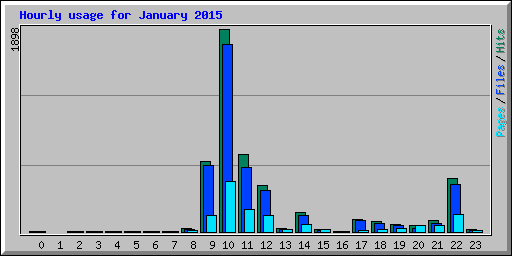 Hourly usage for January 2015
1898
Pages/Files/Hits
0 1 2 3 4 5 6 7 8 9 10 11 12 13 14 15 16 17 18 19 20 21 22 23